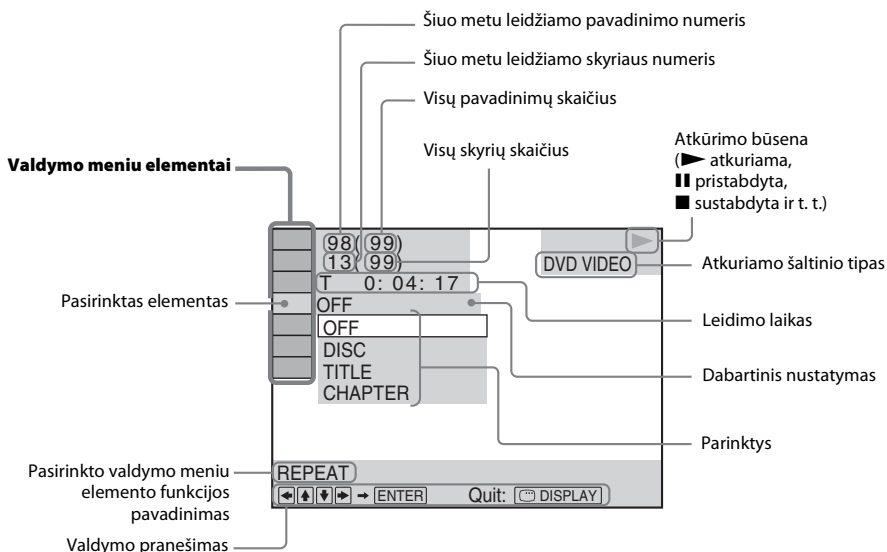 Šiuo metu leidžiamo pavadinimo numeris
Šiuo metu leidžiamo skyriaus numeris
Visų pavadinimų skaičius
Visų skyrių skaičius
Atkūrimo būsena
(► atkuriama,
❚❚ pristabdyta,
■ sustabdyta ir t. t.)
Valdymo meniu elementai
98( 99)
13( 99)
DVD VIDEO
Atkuriamo šaltinio tipas
T 0: 04: 17
Pasirinktas elementas
OFF
Leidimo laikas
OFF
DISC
TITLE
CHAPTER
Dabartinis nustatymas
Parinktys
Pasirinkto valdymo meniu
elemento funkcijos
pavadinimas
REPEAT
ENTER Quit: DISPLAY
Valdymo pranešimas